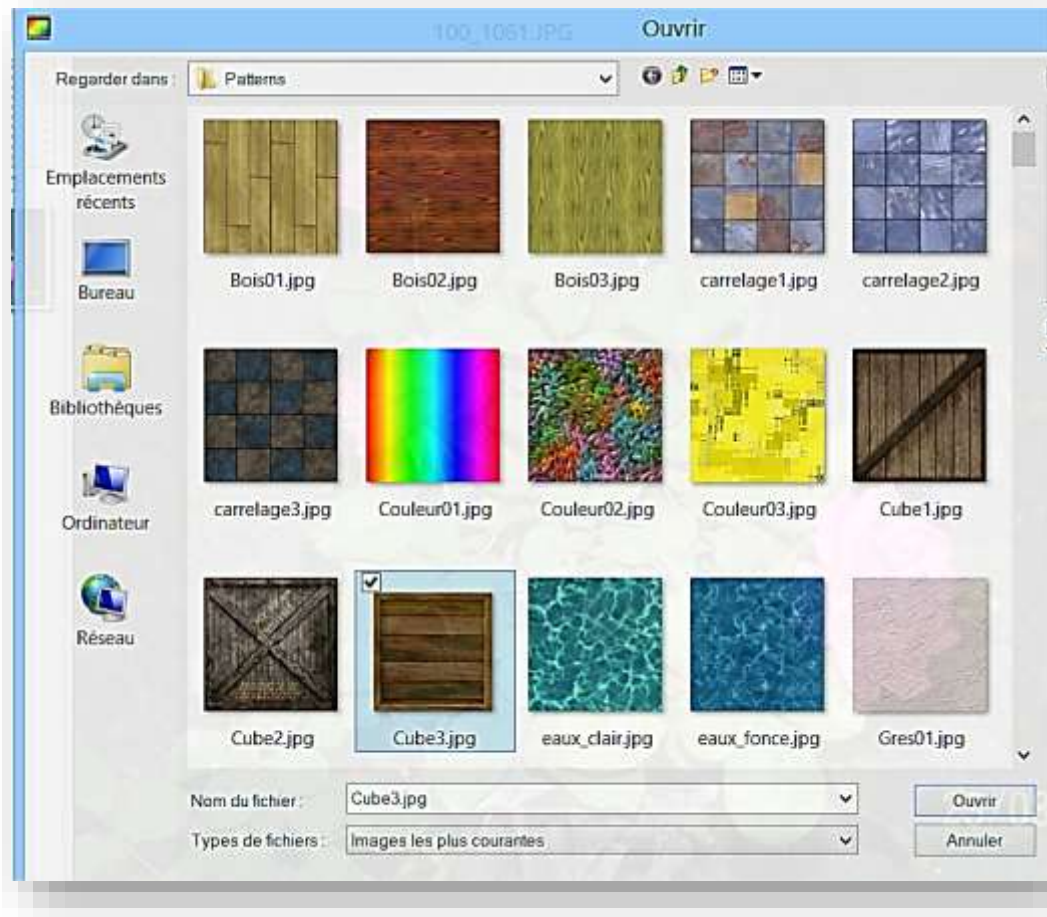 100_1061.JPG
Ouvrir
Regarder dans :
Patterns
Emplacements
récents
Bureau
Bibliothèques
Ordinateur
Réseau
Bois01.jpg
Bois02.jpg
Bois03.jpg
carrelage1.jpg
carrelage2.jpg
carrelage3.jpg
Couleur01.jpg
Couleur02.jpg
Couleur03.jpg
Cube1.jpg
Cube2.jpg
Cube3.jpg
eaux_clair.jpg
eaux_fonce.jpg
Gres01.jpg
Nom du fichier :
Cube3.jpg
Ouvrir
Types de fichiers :
Images les plus courantes
Annuler